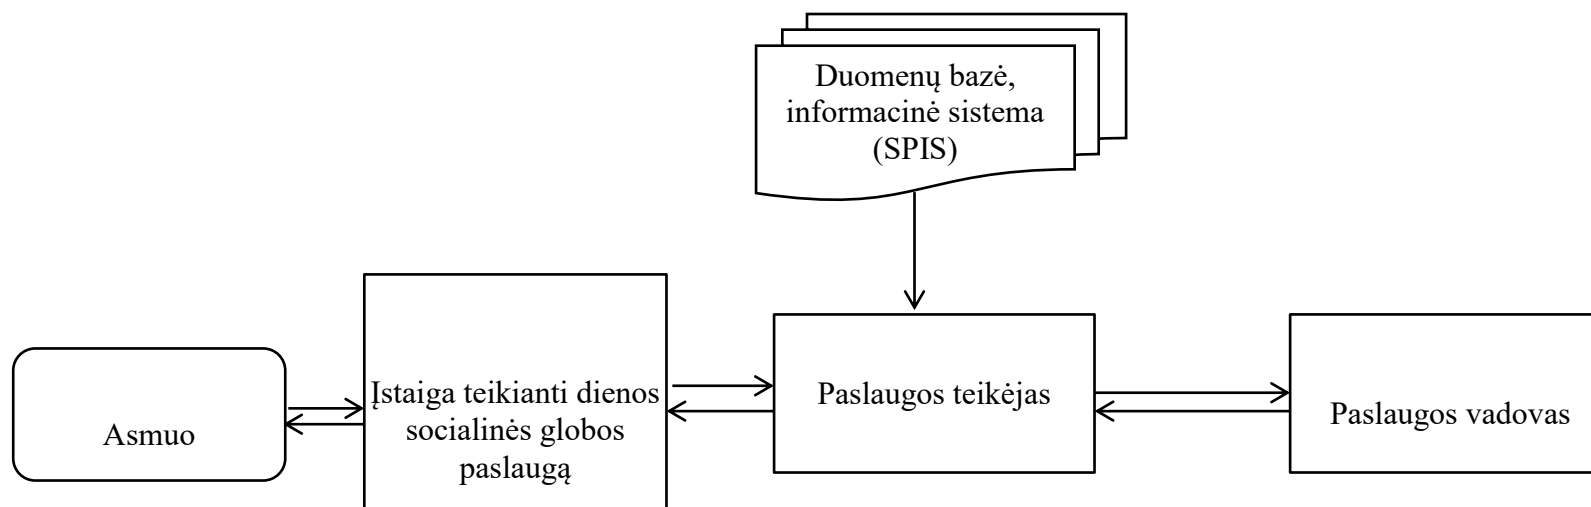 Duomenų bazė,
informacinė sistema
(SPIS)
Asmuo
Įstaiga teikianti dienos
socialinės globos
paslaugą
Paslaugos teikėjas
Paslaugos vadovas